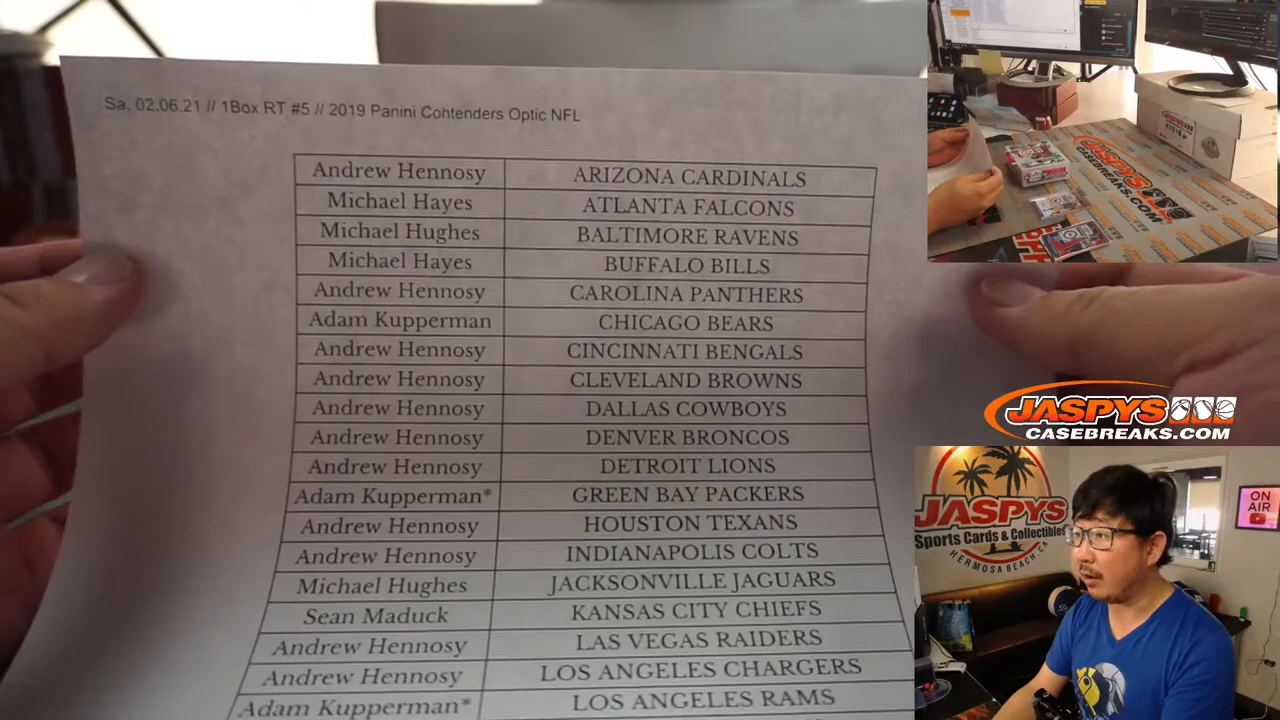 Sa, 02.06.21 // 1Box RT #5 // 2019 Panini Contenders Optic NFL
Andrew Hennosy ARIZONA CARDINALS
Michael Hayes ATLANTA FALCONS
Michael Hughes BALTIMORE RAVENS
Michael Hayes BUFFALO BILLS
Andrew Hennosy CAROLINA PANTHERS
Adam Kupperman CHICAGO BEARS
Andrew Hennosy CINCINNATI BENGALS
Andrew Hennosy CLEVELAND BROWNS
Andrew Hennosy DALLAS COWBOYS
Andrew Hennosy DENVER BRONCOS
Andrew Hennosy DETROIT LIONS
Adam Kupperman* GREEN BAY PACKERS
Andrew Hennosy HOUSTON TEXANS
Andrew Hennosy INDIANAPOLIS COLTS
Michael Hughes JACKSONVILLE JAGUARS
Sean Maduck KANSAS CITY CHIEFS
Andrew Hennosy LAS VEGAS RAIDERS
Andrew Hennosy LOS ANGELES CHARGERS
Adam Kupperman* LOS ANGELES RAMS
JASPYS
CASEBREAKS.COM
JASPYS
CASEBREAKS.COM
JASPYS
Sports Cards & Collectibles
HERMOSA BEACH, CA
ON
AIR